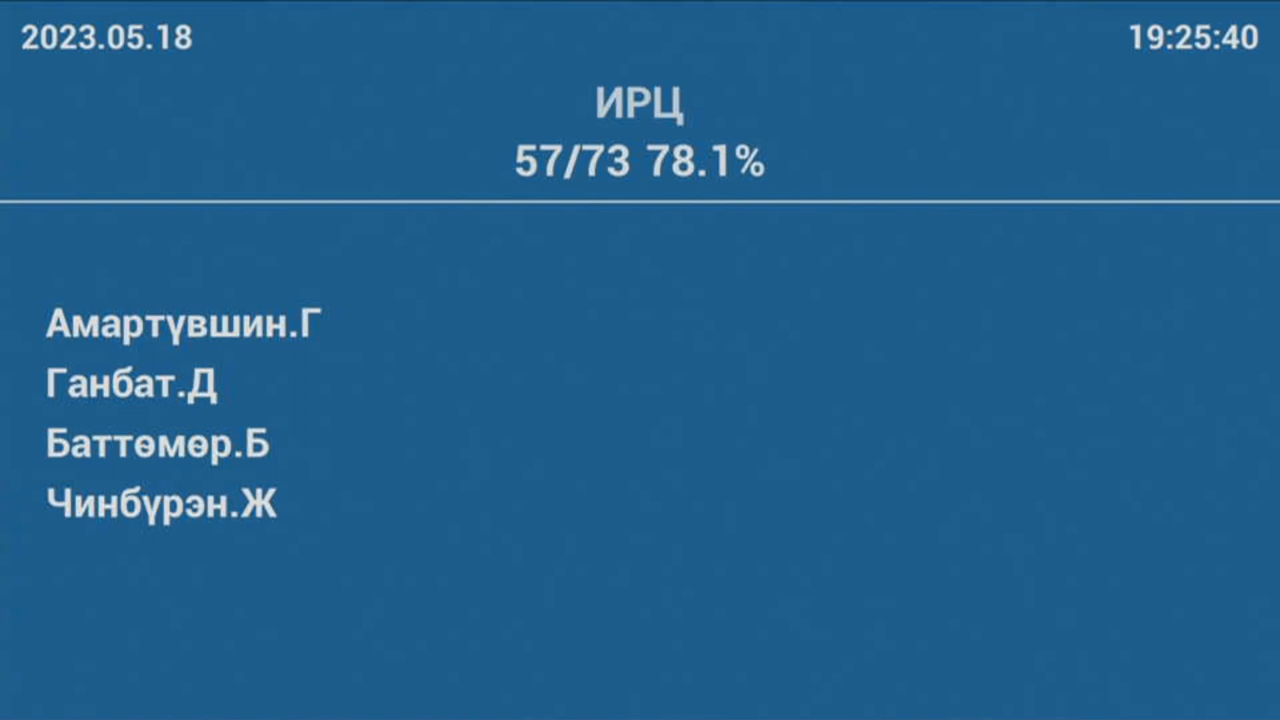 2023.05.18
19:25:40
ИРЦ
57/73 78.1%
Амартүвшин.Г
Ганбат.Д
Баттөмөр.Б
Чинбүрэн.Ж